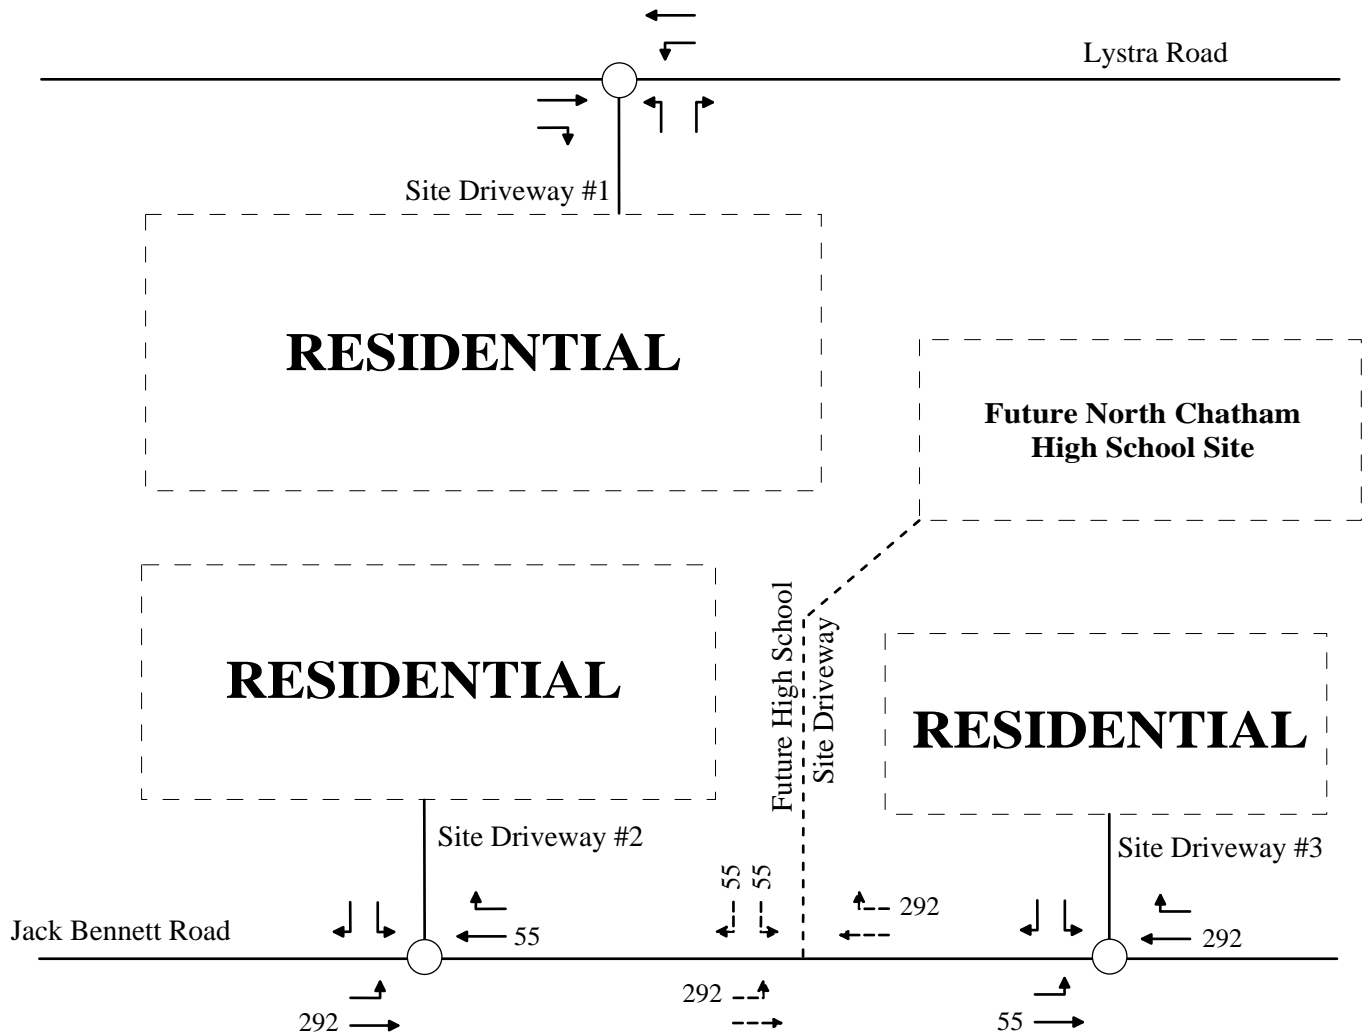 Lystra Road
Site Driveway #1
RESIDENTIAL
Future North Chatham
High School Site
RESIDENTIAL
Future High School
Site Driveway
RESIDENTIAL
Site Driveway #2
Site Driveway #3
55
55
292
Jack Bennett Road
55
292
292
292
55